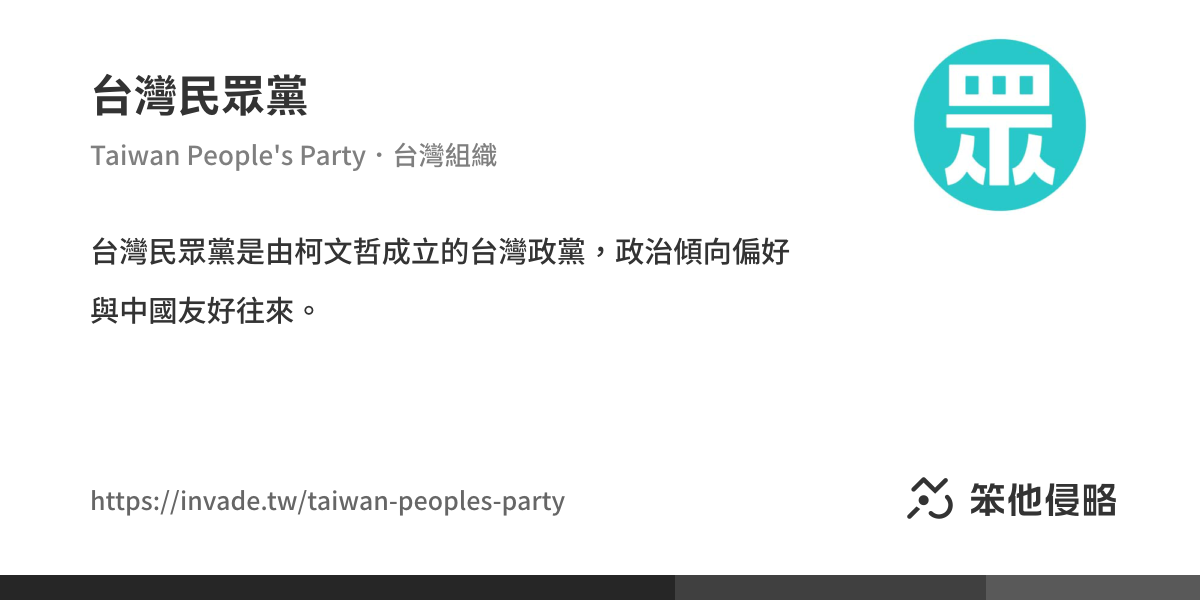 台灣民眾黨
Taiwan People's Party・台灣組織
眾
台灣民眾黨是由柯文哲成立的台灣政黨，政治傾向偏好
與中國友好往來。
https://invade.tw/taiwan-peoples-party
笨他侵略